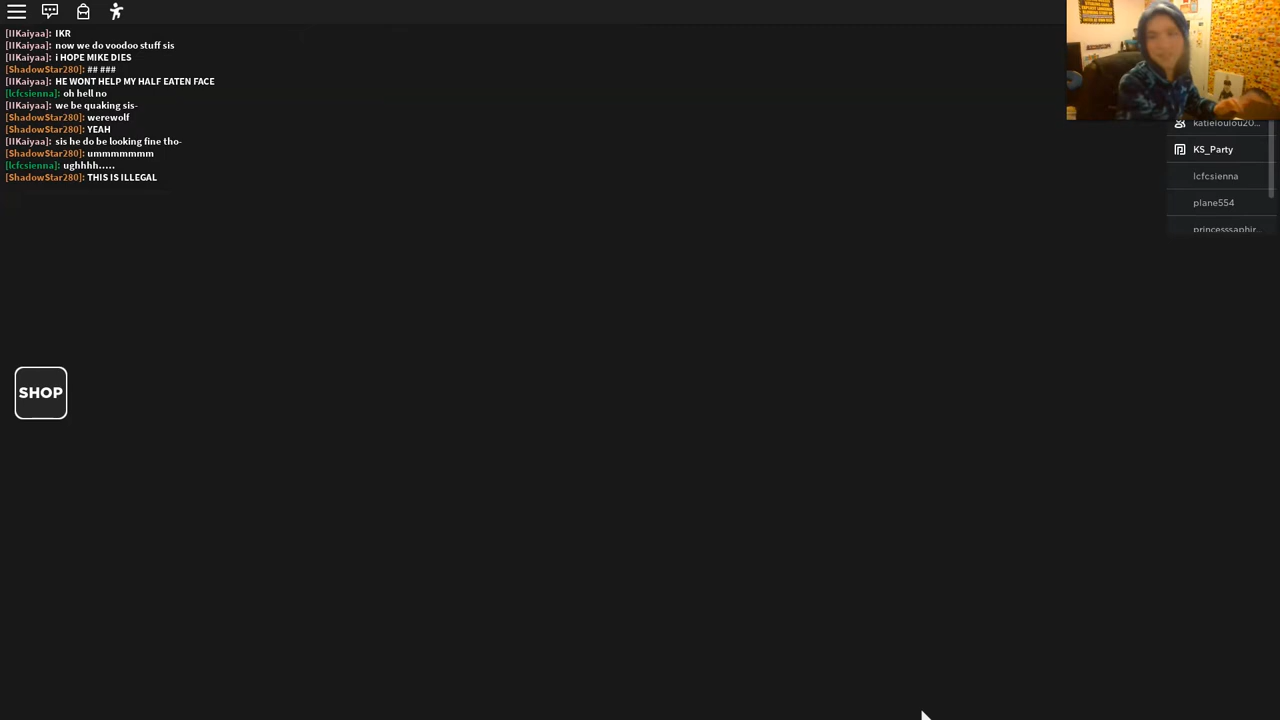 [IIKaiyaa]: IKR
[IIKaiyaa]: now we do voodoo stuff sis
[IIKaiyaa]: i HOPE MIKE DIES
[ShadowStar280]: ## ###
[IIKaiyaa]: HE WONT HELP MY HALF EATEN FACE
[lcfcsienna]: oh hell no
[IIKaiyaa]: we be quaking sis-
[ShadowStar280]: werewolf
[ShadowStar280]: YEAH
[IIKaiyaa]: sis he do be looking fine tho-
[ShadowStar280]: ummmmmmm
[lcfcsienna]: ughhhh.....
[ShadowStar280]: THIS IS ILLEGAL
katieloulou20...
KS_Party
lcfcsienna
plane554
princesssaphir...
SHOP